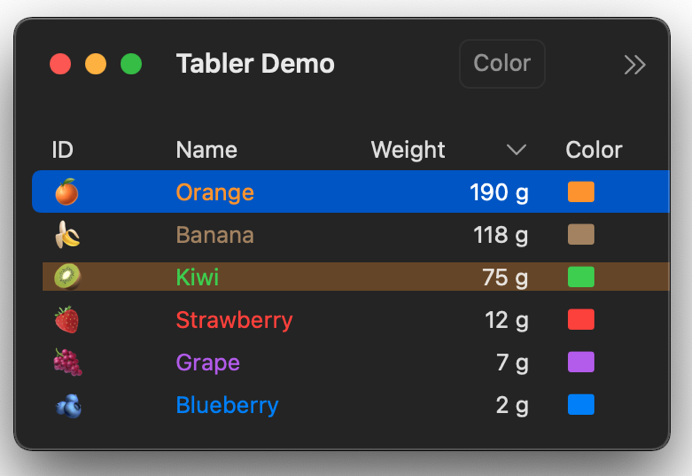 Tabler Demo Color
ID Name Weight Color
Orange 190 g
Banana 118 g
Kiwi 75 g
Strawberry 12 g
Grape 7 g
Blueberry 2 g